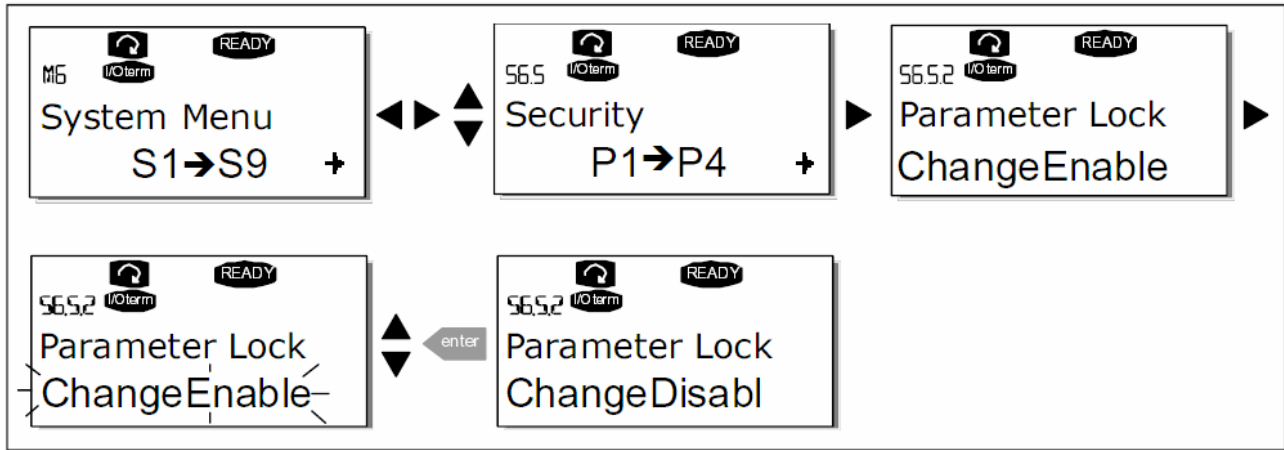 READY
M6 I/Oterm
System Menu
S1➔S9
READY
S6.5 I/Oterm
Security
P1➔P4
READY
S6.5.2 I/Oterm
Parameter Lock
ChangeEnable
READY
S6.5.2 I/Oterm
Parameter Lock
ChangeEnable
enter
READY
S6.5.2 I/Oterm
Parameter Lock
ChangeDisabl